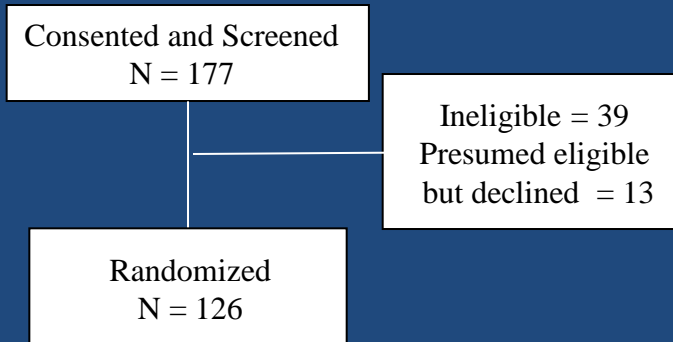 Consented and Screened
N = 177
Ineligible = 39
Presumed eligible
but declined = 13
Randomized
N = 126